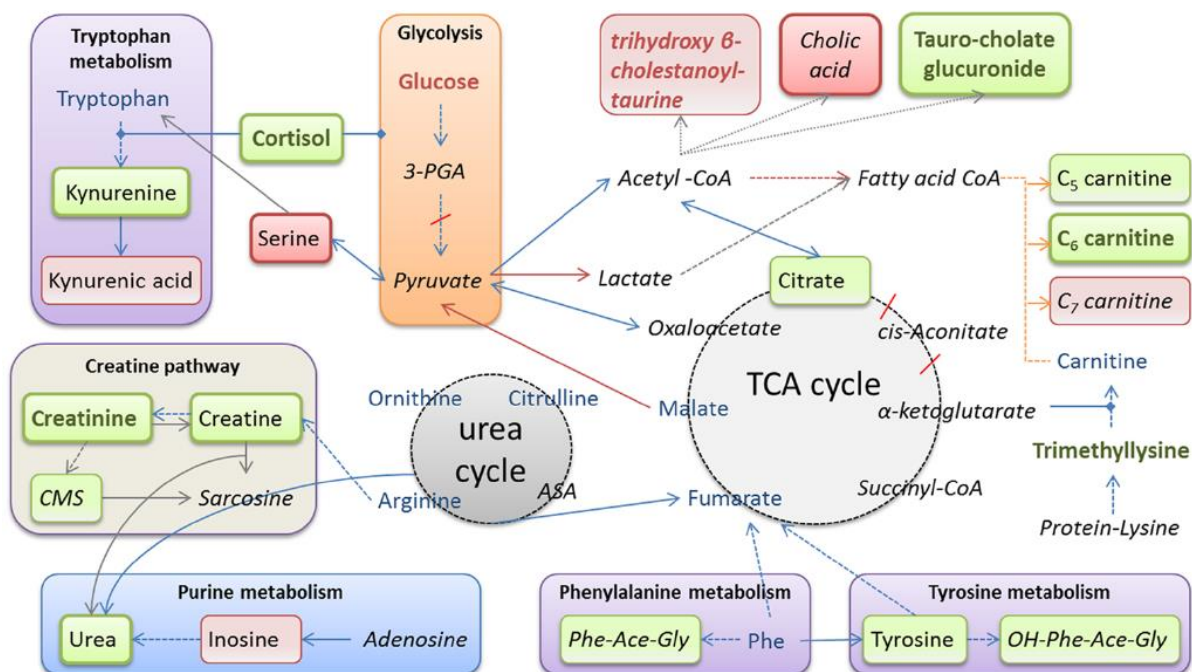 Tryptophan
metabolism
Tryptophan
Kynurenine
Kynurenic acid
Cortisol
Serine
Glycolysis
Glucose
3-PGA
Pyruvate
trihydroxy β-
cholestanoyl-
taurine
Cholic
acid
Tauro-cholate
glucuronide
Acetyl -CoA
Fatty acid CoA
Lactate
Oxaloacetate
C5 carnitine
C6 carnitine
C7 carnitine
Carnitine
Trimethyllysine
Protein-Lysine
Citrate
cis-Aconitate
TCA cycle
α-ketoglutarate
Malate
Succinyl-CoA
Fumarate
Creatine pathway
Creatinine
Creatine
CMS
Sarcosine
Ornithine
Citrulline
urea
cycle
Arginine
ASA
Purine metabolism
Urea
Inosine
Adenosine
Phenylalanine metabolism
Phe-Ace-Gly
Phe
Tyrosine metabolism
Tyrosine
OH-Phe-Ace-Gly